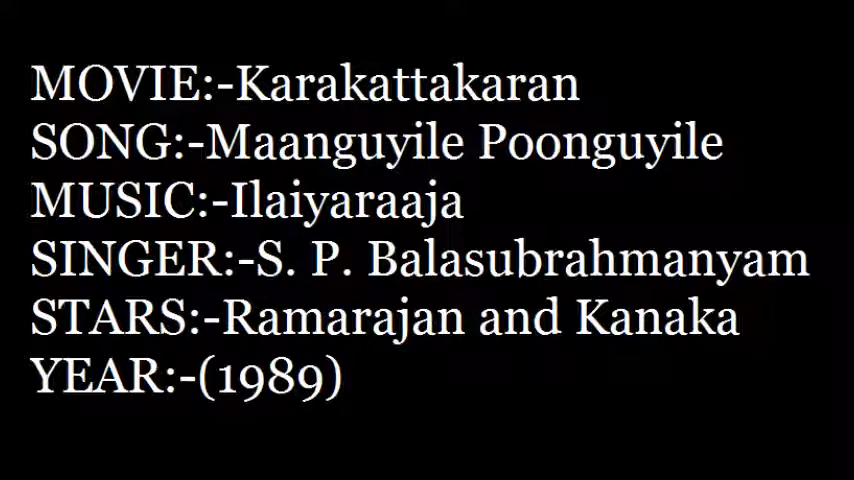 MOVIE:-Karakattakaran
SONG:-Maanguyile Poonguyile
MUSIC:-Ilaiyaraaja
SINGER:-S. P. Balasubrahmanyam
STARS:-Ramarajan and Kanaka
YEAR:-(1989)